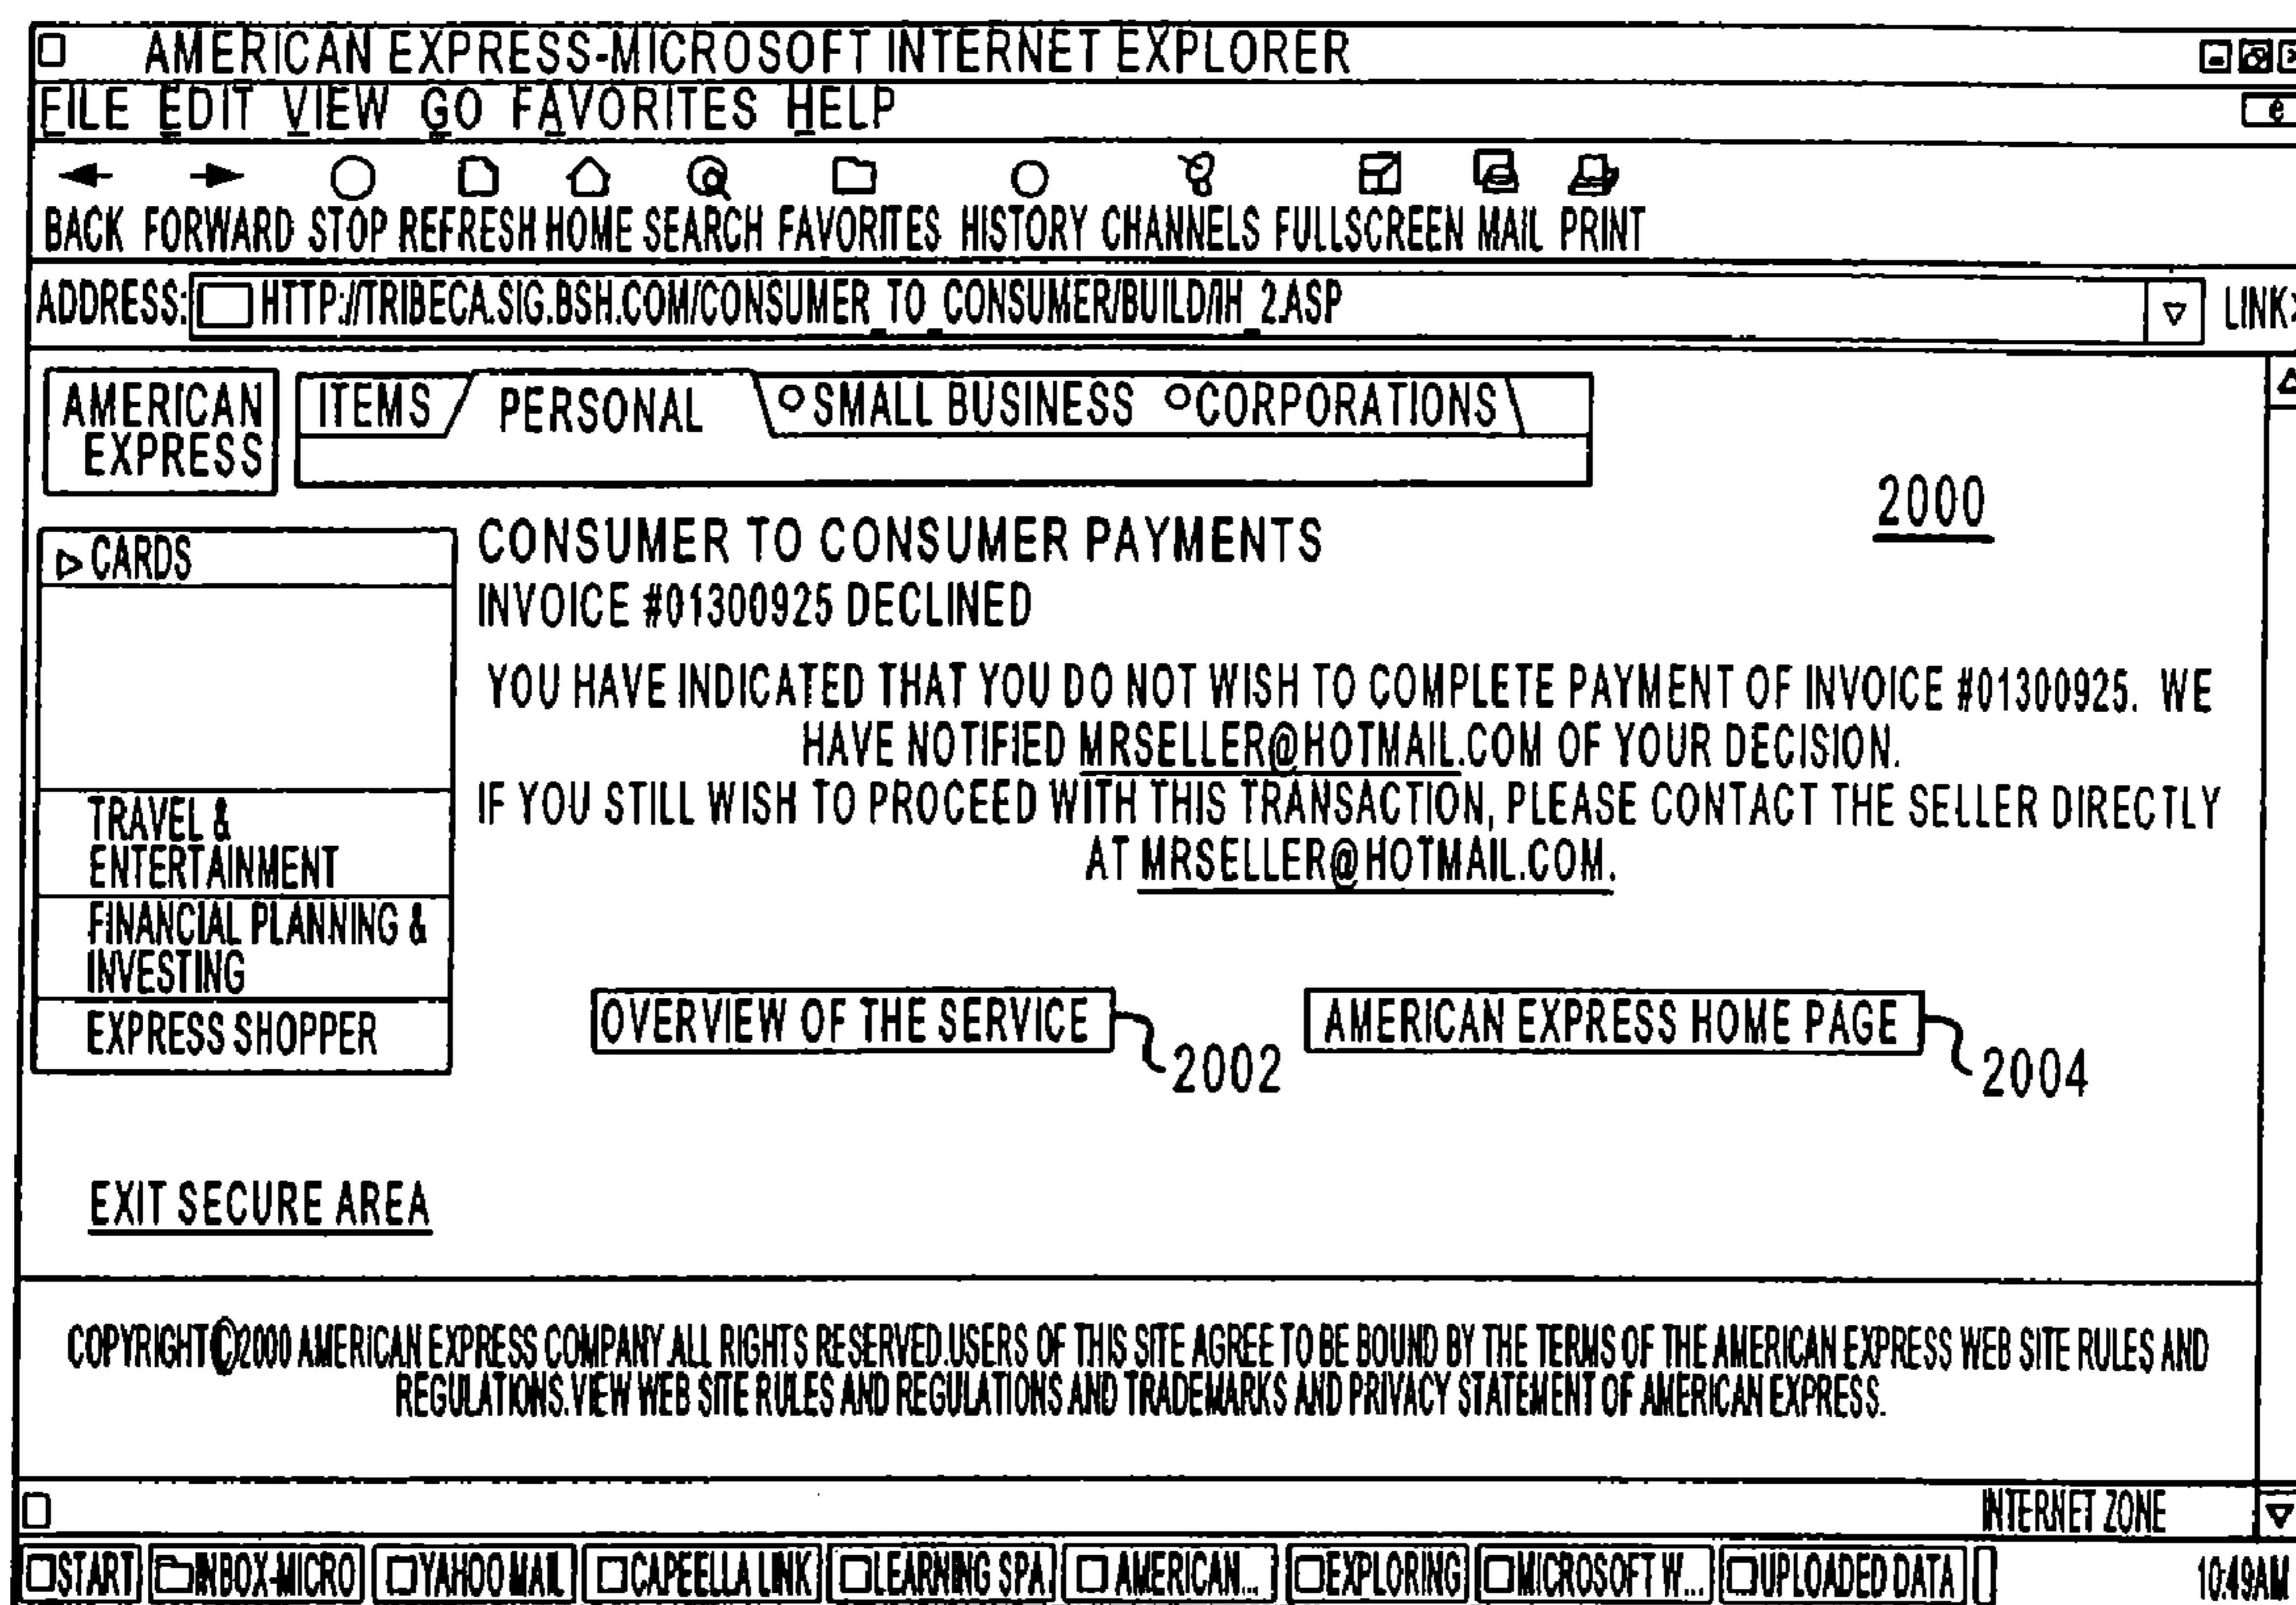 AMERICAN EXPRESS-MICROSOFT INTERNET EXPLORER
FILE EDIT VIEW GO FAVORITES HELP
BACK FORWARD STOP REFRESH HOME SEARCH FAVORITES HISTORY CHANNELS FULLSCREEN MAIL PRINT
ADDRESS: HTTP://TRIBECA.SIG.BSH.COM/CONSUMER_TO_CONSUMER/BUILD/IH_2.ASP LINK
AMERICAN EXPRESS
ITEMS PERSONAL SMALL BUSINESS CORPORATIONS
2000
CARDS
TRAVEL &
ENTERTAINMENT
FINANCIAL PLANNING &
INVESTING
EXPRESS SHOPPER
CONSUMER TO CONSUMER PAYMENTS
INVOICE #01300925 DECLINED
YOU HAVE INDICATED THAT YOU DO NOT WISH TO COMPLETE PAYMENT OF INVOICE #01300925. WE
HAVE NOTIFIED MRSELLER@HOTMAIL.COM OF YOUR DECISION.
IF YOU STILL WISH TO PROCEED WITH THIS TRANSACTION, PLEASE CONTACT THE SELLER DIRECTLY
AT MRSELLER@HOTMAIL.COM.
OVERVIEW OF THE SERVICE 2002 AMERICAN EXPRESS HOME PAGE 2004
EXIT SECURE AREA
COPYRIGHT©2000 AMERICAN EXPRESS COMPANY.ALL RIGHTS RESERVED.USERS OF THIS SITE AGREE TO BE BOUND BY THE TERMS OF THE AMERICAN EXPRESS WEB SITE RULES AND
REGULATIONS.VIEW WEB SITE RULES AND REGULATIONS AND TRADEMARKS AND PRIVACY STATEMENT OF AMERICAN EXPRESS.
INTERNET ZONE
START INBOX-MICRO YAHOO MAIL CAPEELLA LINK LEARNING SPA. AMERICAN... EXPLORING MICROSOFT W... UPLOADED DATA 10:49AM